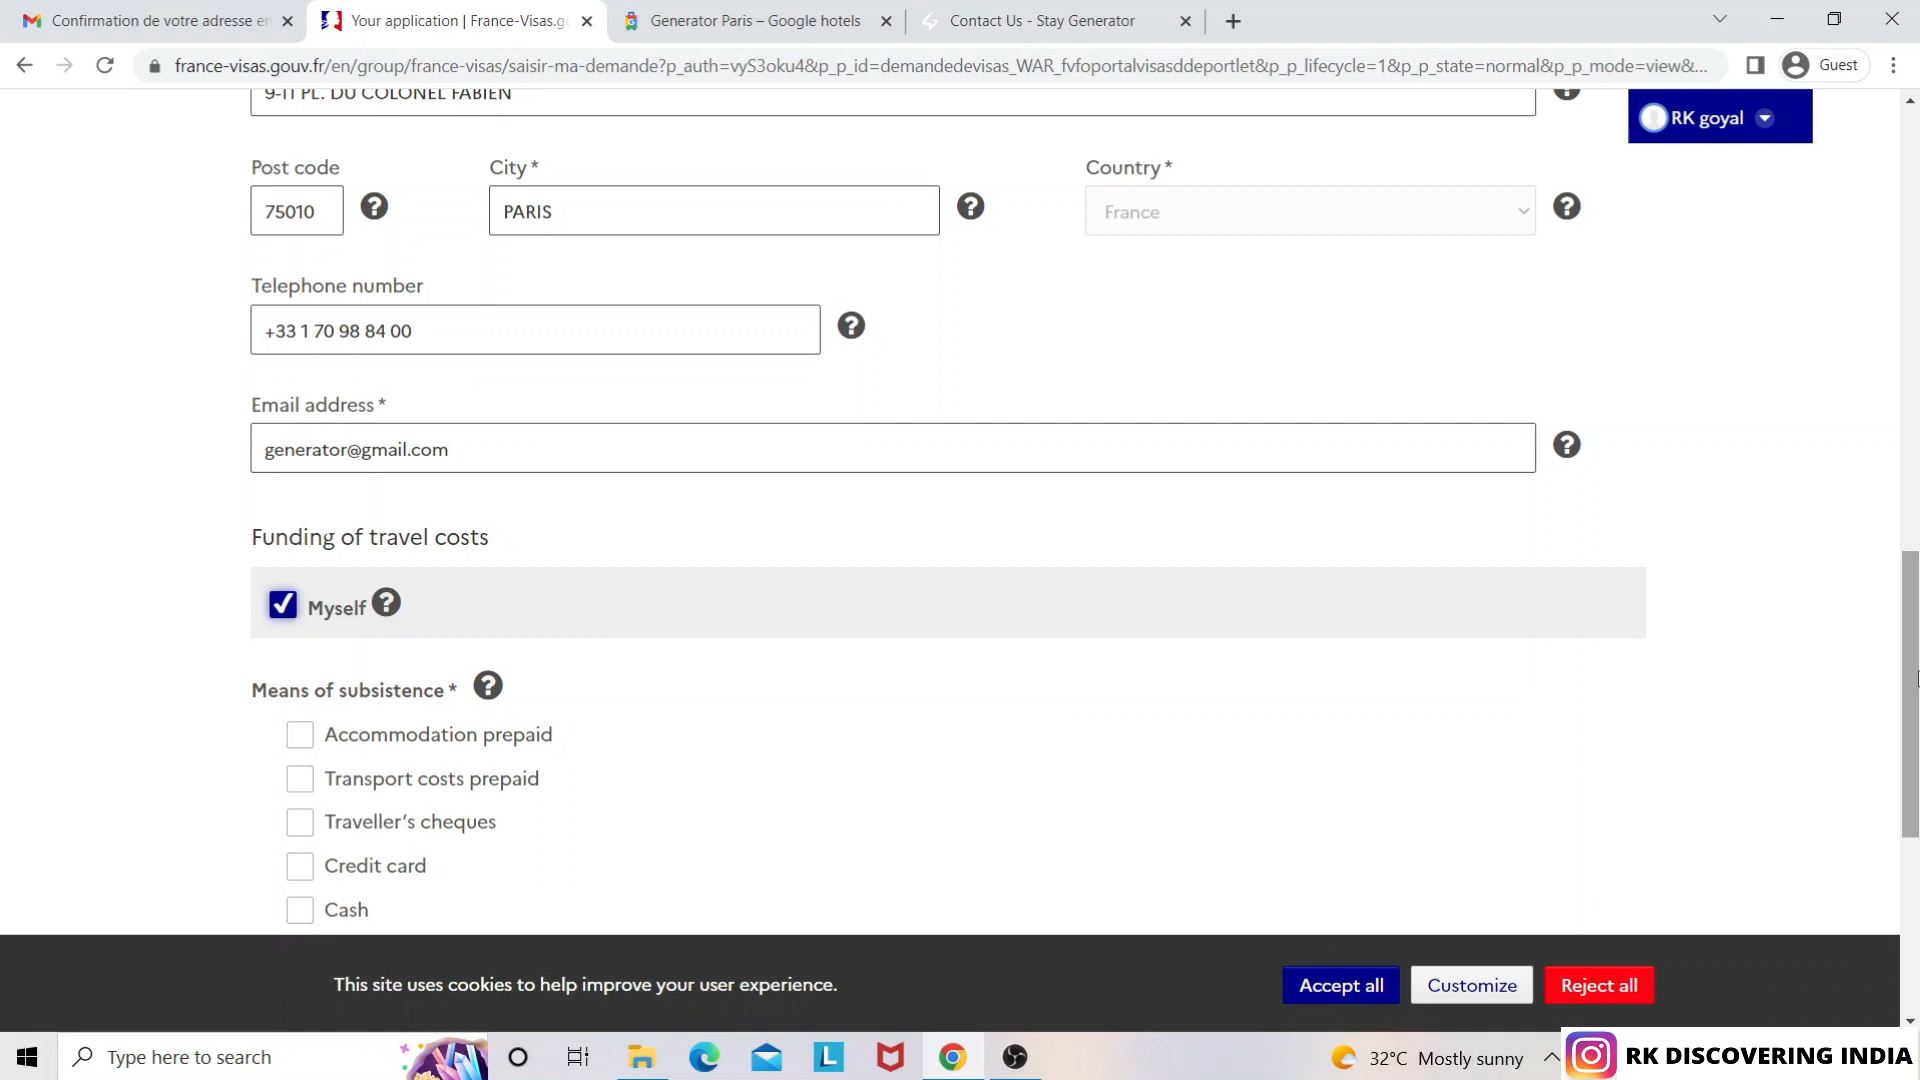 Confirmation de votre adresse en
Your application | France-Visas.go
Generator Paris – Google hotels
Contact Us - Stay Generator
france-visas.gouv.fr/en/group/france-visas/saisir-ma-demande?p_auth=vyS3oku4&p_p_id=demandedevisas_WAR_fvfoportalvisasddeportlet&p_p_lifecycle=1&p_p_state=normal&p_p_mode=view&...
Guest
9-11 PL. DU COLONEL FABIEN
RK goyal
Post code
City *
Country *
75010
PARIS
France
Telephone number
+33 1 70 98 84 00
Email address *
generator@gmail.com
Funding of travel costs
Myself
Means of subsistence *
Accommodation prepaid
Transport costs prepaid
Traveller's cheques
Credit card
Cash
This site uses cookies to help improve your user experience.
Accept all
Customize
Reject all
Type here to search
32°C Mostly sunny
RK DISCOVERING INDIA